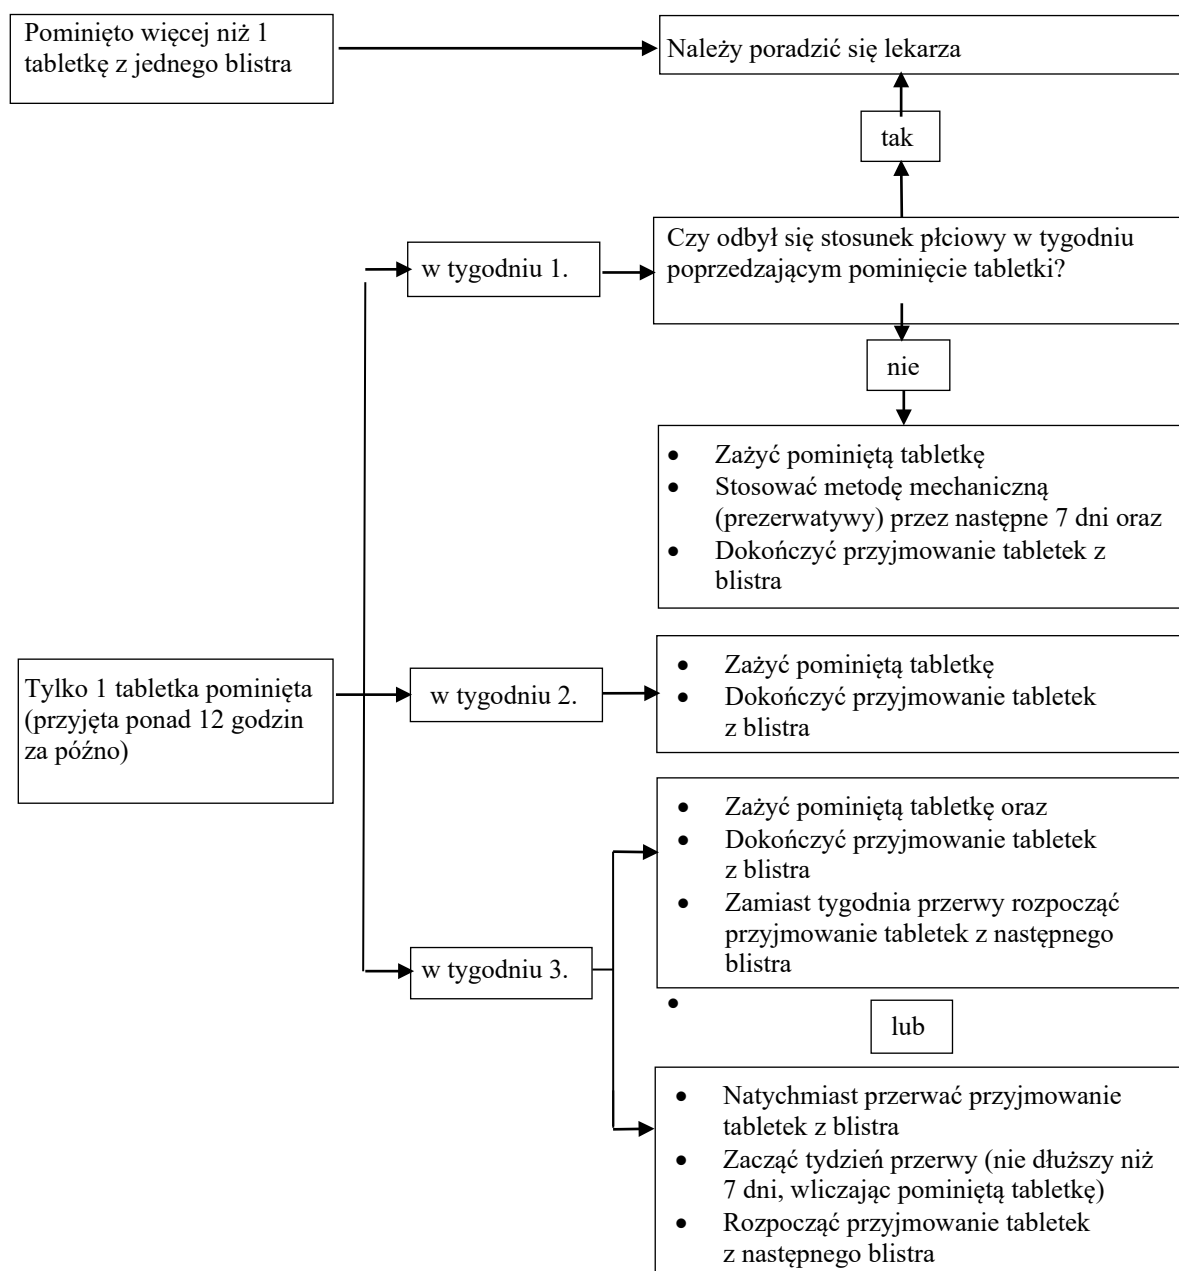 Pominięto więcej niż 1
tabletkę z jednego blistra
Należy poradzić się lekarza
tak
Czy odbył się stosunek płciowy w tygodniu
poprzedzającym pominięcie tabletki?
w tygodniu 1.
nie
• Zażyć pominiętą tabletkę
• Stosować metodę mechaniczną
(prezerwatywy) przez następne 7 dni oraz
• Dokończyć przyjmowanie tabletek z
blistra
Tylko 1 tabletka pominięta
(przyjęta ponad 12 godzin
za późno)
w tygodniu 2.
• Zażyć pominiętą tabletkę
• Dokończyć przyjmowanie tabletek
z blistra
w tygodniu 3.
• Zażyć pominiętą tabletkę oraz
• Dokończyć przyjmowanie tabletek
z blistra
• Zamiast tygodnia przerwy rozpocząć
przyjmowanie tabletek z następnego
blistra
•
lub
• Natychmiast przerwać przyjmowanie
tabletek z blistra
• Zacząć tydzień przerwy (nie dłuższy niż
7 dni, wliczając pominiętą tabletkę)
• Rozpocząć przyjmowanie tabletek
z następnego blistra